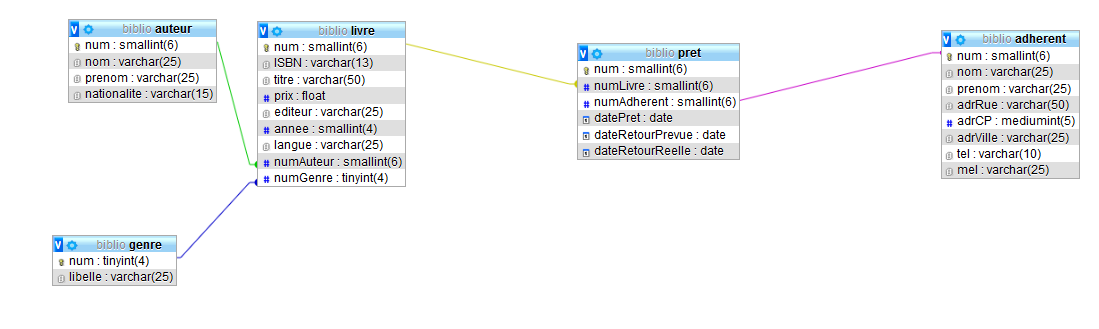 biblio auteur
num : smallint(6)
nom : varchar(25)
prenom : varchar(25)
nationalite : varchar(15)
biblio livre
num : smallint(6)
ISBN : varchar(13)
titre : varchar(50)
prix : float
editeur : varchar(25)
annee : smallint(4)
langue : varchar(25)
numAuteur : smallint(6)
numGenre : tinyint(4)
biblio pret
num : smallint(6)
numLivre : smallint(6)
numAdherent : smallint(6)
datePret : date
dateRetourPrevue : date
dateRetourReelle : date
biblio adherent
num : smallint(6)
nom : varchar(25)
prenom : varchar(25)
adrRue : varchar(50)
adrCP : mediumint(5)
adrVille : varchar(25)
tel : varchar(10)
mel : varchar(25)
biblio genre
num : tinyint(4)
libelle : varchar(25)